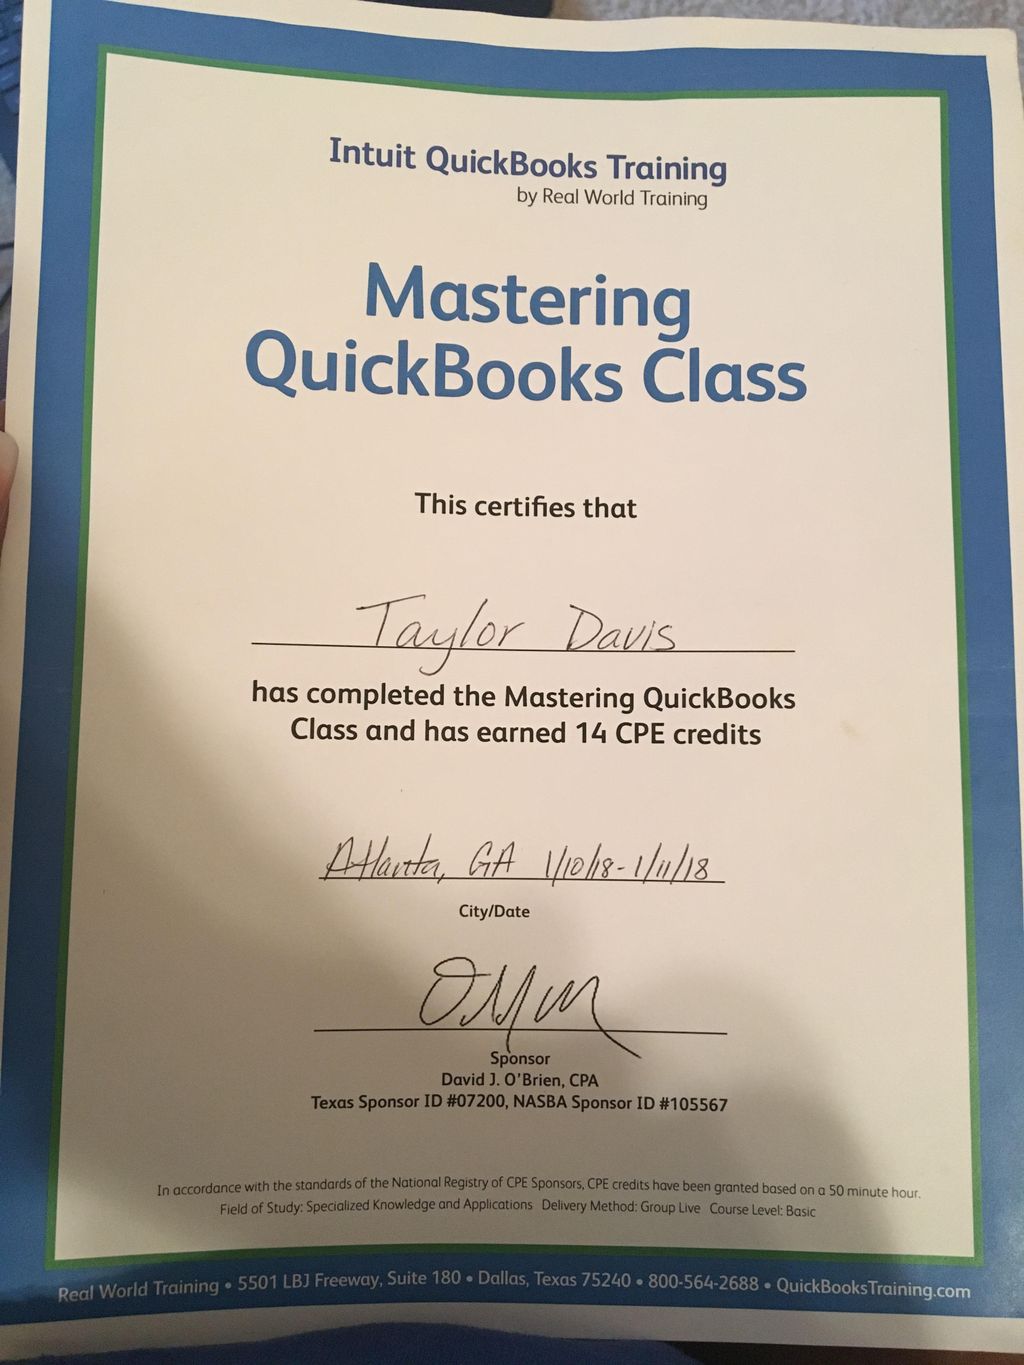 Intuit QuickBooks Training
by Real World Training
Mastering
QuickBooks Class
This certifies that
Taylor Davis
has completed the Mastering QuickBooks
Class and has earned 14 CPE credits
Atlanta, GA 1/10/18-1/11/18
City/Date
Sponsor
David J. O'Brien, CPA
Texas Sponsor ID #07200, NASBA Sponsor ID #105567
In accordance with the standards of the National Registry of CPE Sponsors, CPE credits have been granted based on a 50 minute hour.
Field of Study: Specialized Knowledge and Applications Delivery Method: Group Live Course Level: Basic
Real World Training • 5501 LBJ Freeway, Suite 180 • Dallas, Texas 75240 • 800-564-2688 • QuickBooksTraining.com